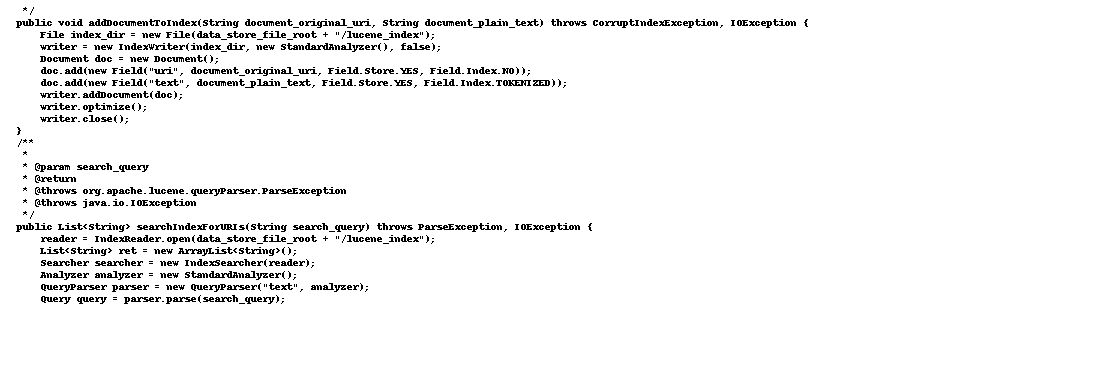 */
public void addDocumentToIndex(String document_original_uri, String document_plain_text) throws CorruptIndexException, IOException {
    File index_dir = new File(data_store_file_root + "/lucene_index");
    writer = new IndexWriter(index_dir, new StandardAnalyzer(), false);
    Document doc = new Document();
    doc.add(new Field("uri", document_original_uri, Field.Store.YES, Field.Index.NO));
    doc.add(new Field("text", document_plain_text, Field.Store.YES, Field.Index.TOKENIZED));
    writer.addDocument(doc);
    writer.optimize();
    writer.close();
}
/**
 *
 * @param search_query
 * @return
 * @throws org.apache.lucene.queryParser.ParseException
 * @throws java.io.IOException
 */
public List<String> searchIndexForURIs(String search_query) throws ParseException, IOException {
    reader = IndexReader.open(data_store_file_root + "/lucene_index");
    List<String> ret = new ArrayList<String>();
    Searcher searcher = new IndexSearcher(reader);
    Analyzer analyzer = new StandardAnalyzer();
    QueryParser parser = new QueryParser("text", analyzer);
    Query query = parser.parse(search_query);